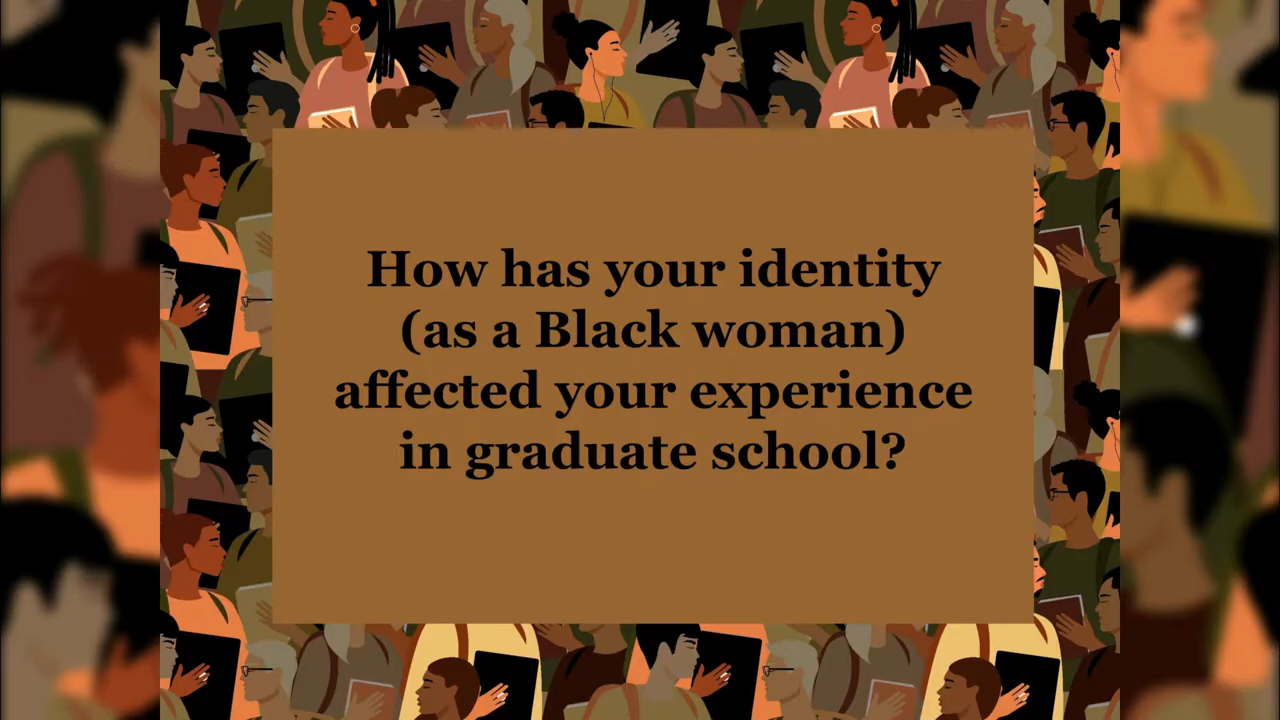 How has your identity
(as a Black woman)
affected your experience
in graduate school?